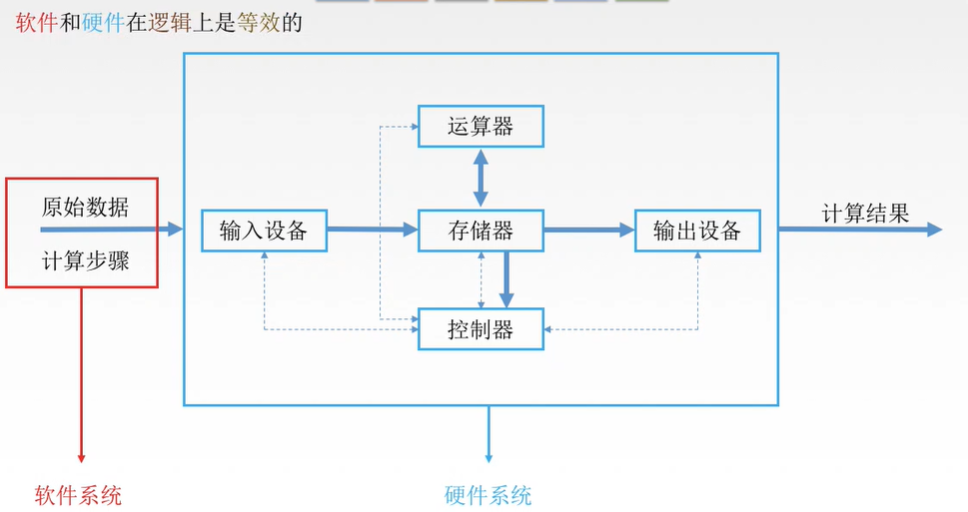 软件和硬件在逻辑上是等效的
运算器
原始数据
计算步骤
输入设备
存储器
输出设备
计算结果
控制器
软件系统
硬件系统